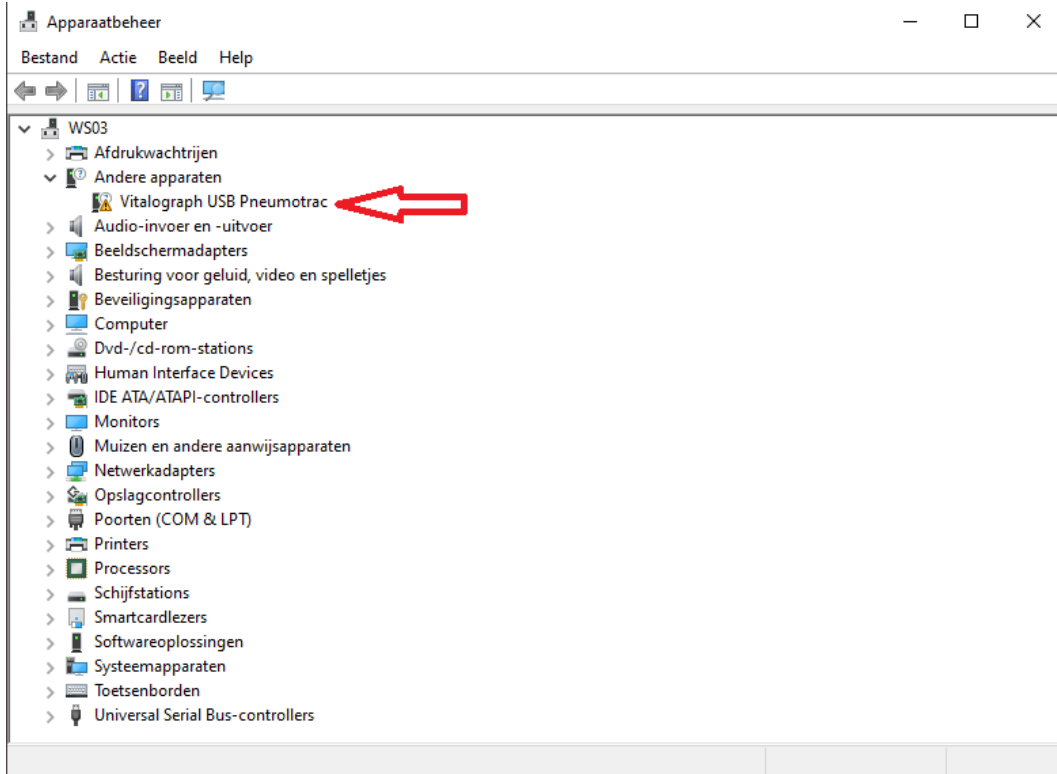 Apparaatbeheer
Bestand Actie Beeld Help
WS03
Afdrukwachtrijen
Andere apparaten
Vitalograph USB Pneumotrac
Audio-invoer en -uitvoer
Beeldschermadapters
Besturing voor geluid, video en spelletjes
Beveiligingsapparaten
Computer
Dvd-/cd-rom-stations
Human Interface Devices
IDE ATA/ATAPI-controllers
Monitors
Muizen en andere aanwijsapparaten
Netwerkadapters
Opslagcontrollers
Poorten (COM & LPT)
Printers
Processors
Schijfstations
Smartcardlezers
Softwareoplossingen
Systeemapparaten
Toetsenborden
Universal Serial Bus-controllers